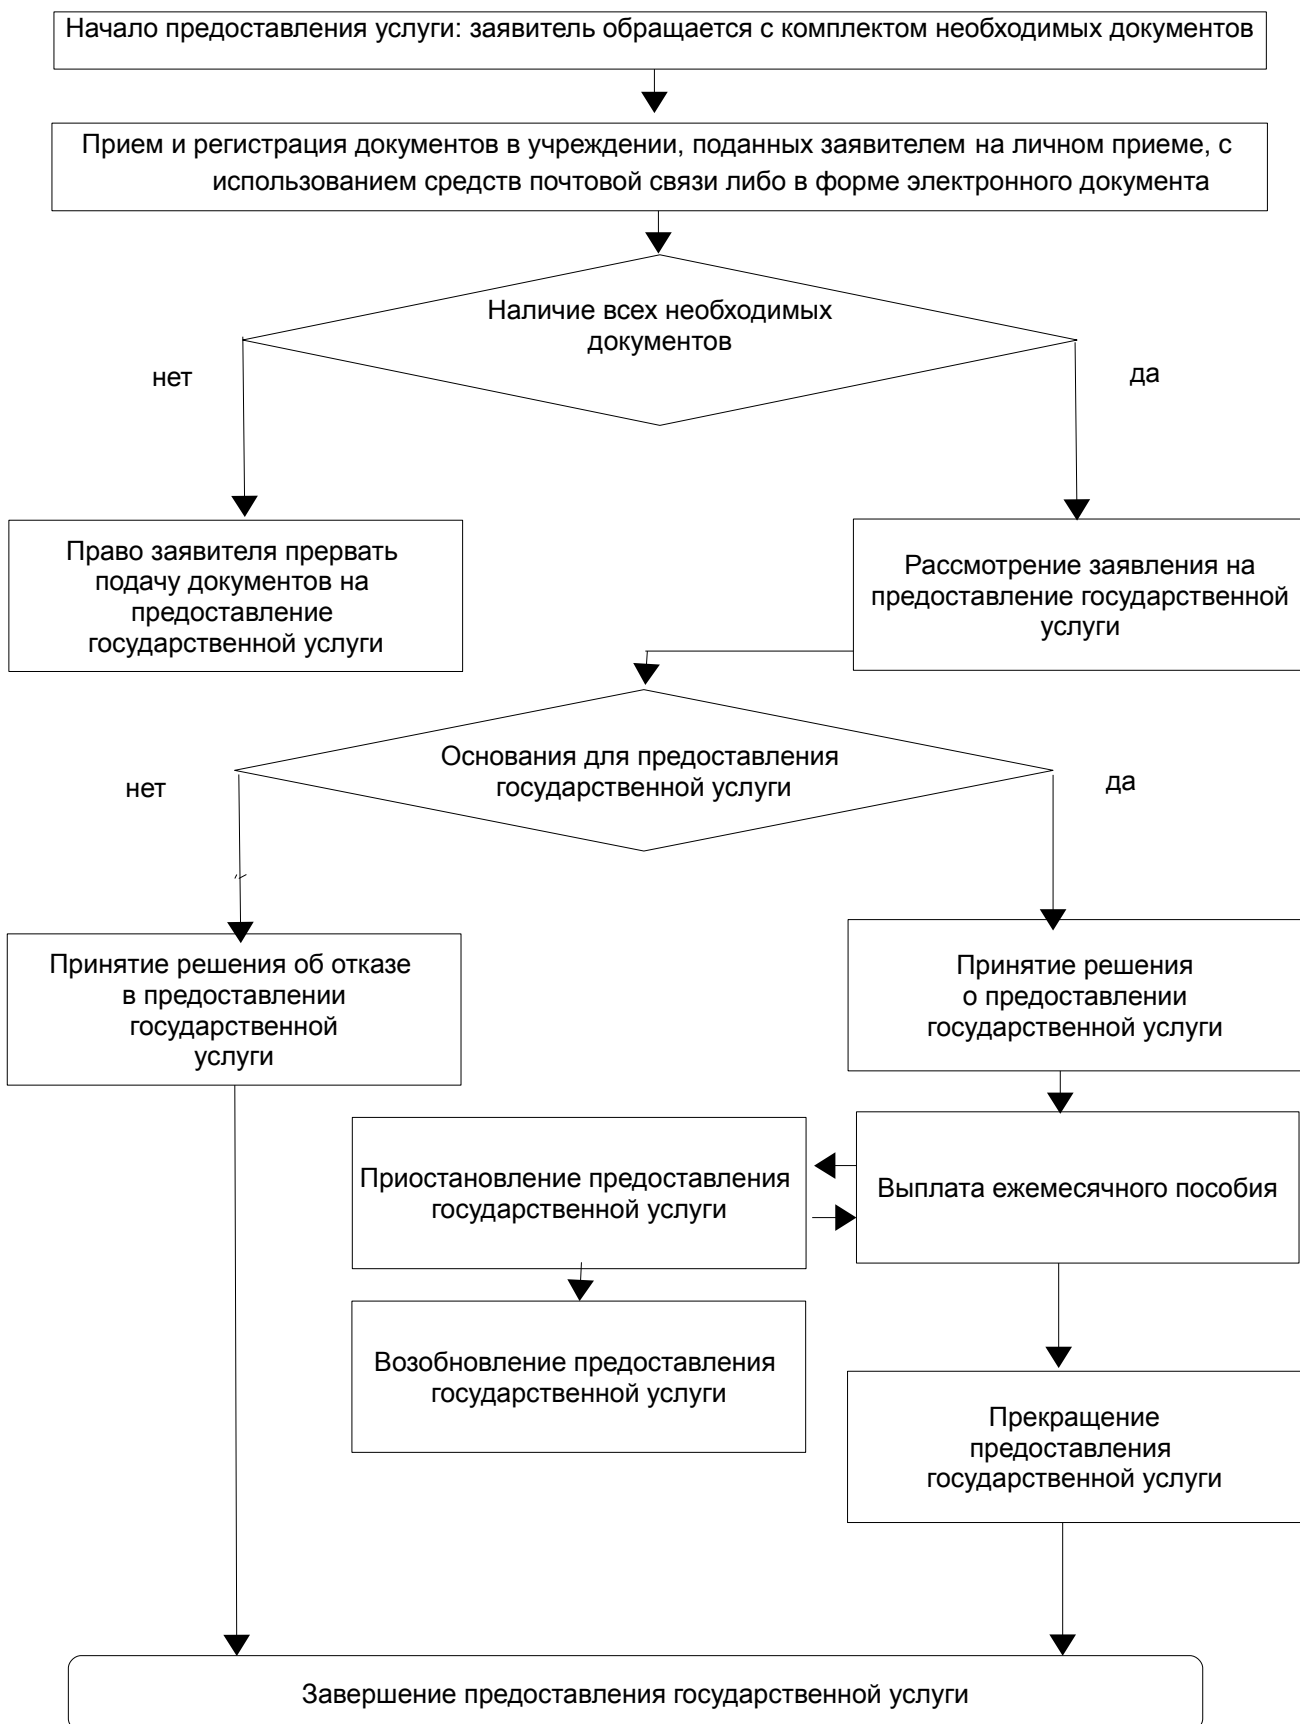 Начало предоставления услуги: заявитель обращается с комплектом необходимых документов
Прием и регистрация документов в учреждении, поданных заявителем на личном приеме, с
использованием средств почтовой связи либо в форме электронного документа
Наличие всех необходимых
документов
нет
да
Право заявителя прервать
подачу документов на
предоставление
государственной услуги
Рассмотрение заявления на
предоставление государственной
услуги
Основания для предоставления
государственной услуги
нет
да
Принятие решения об отказе
в предоставлении
государственной
услуги
Принятие решения
о предоставлении
государственной услуги
Приостановление предоставления
государственной услуги
Выплата ежемесячного пособия
Возобновление предоставления
государственной услуги
Прекращение
предоставления
государственной услуги
Завершение предоставления государственной услуги